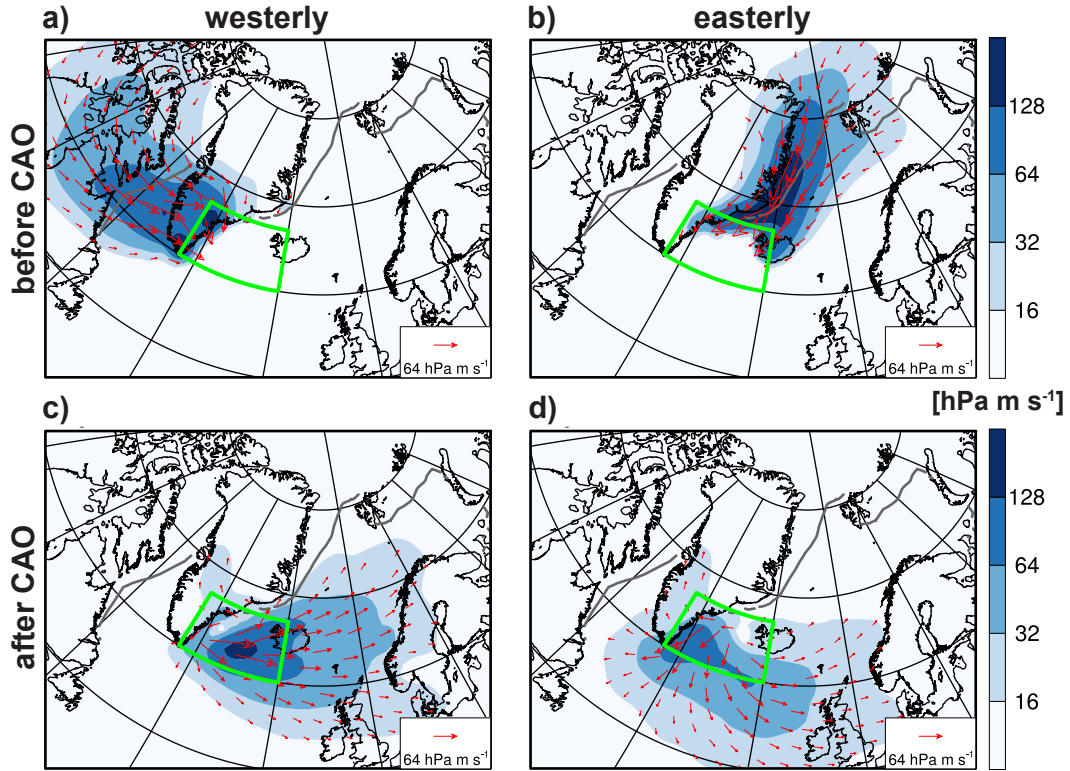 westerly
easterly
before CAO
after CAO
a)
b)
64 hPa m s⁻¹
64 hPa m s⁻¹
128
64
32
16
[hPa m s⁻¹]
c)
d)
64 hPa m s⁻¹
64 hPa m s⁻¹
128
64
32
16